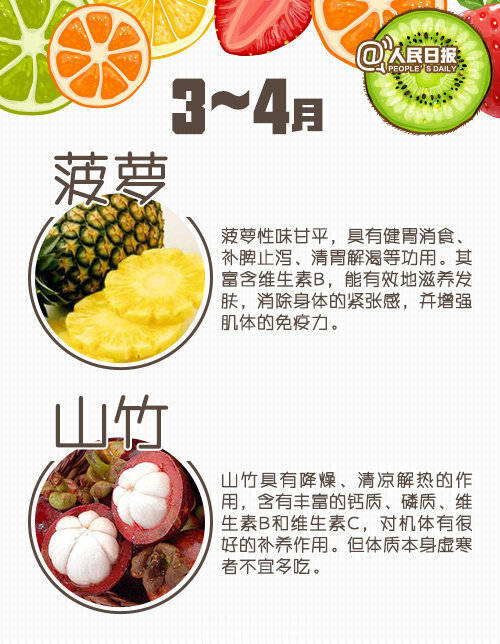 @人民日报
PEOPLE'S DAILY
3~4月
菠萝
菠萝性味甘平，具有健胃消食、
补脾止泻、清胃解渴等功用。其
富含维生素B，能有效地滋养发
肤，消除身体的紧张感，并增强
肌体的免疫力。
山竹
山竹具有降燥、清凉解热的作
用，含有丰富的钙质、磷质、维
生素B和维生素C，对机体有很
好的补养作用。但体质本身虚寒
者不宜多吃。